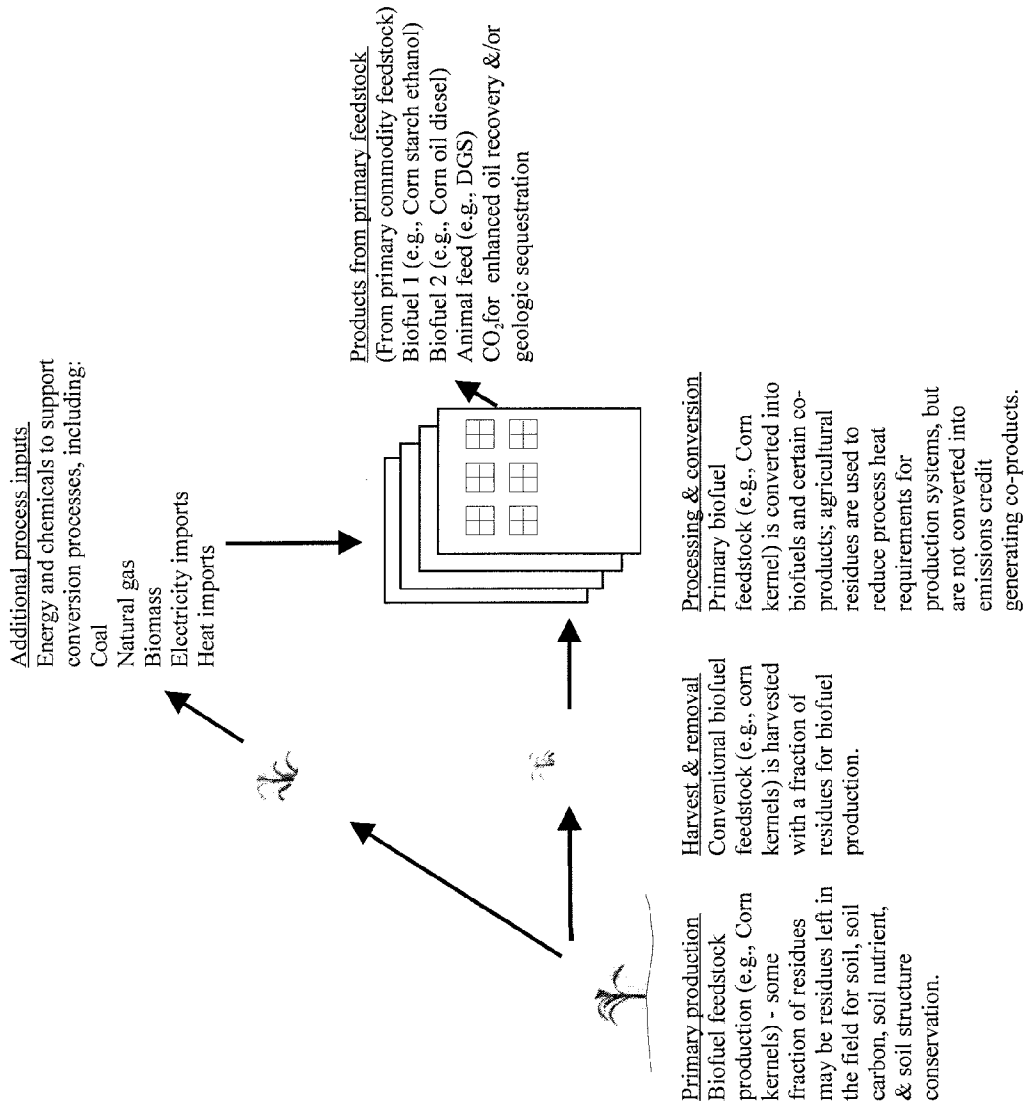 Additional process inputs
Energy and chemicals to support
conversion processes, including:
Coal
Natural gas
Biomass
Electricity imports
Heat imports
Products from primary feedstock
(From primary commodity feedstock)
Biofuel 1 (e.g., Corn starch ethanol)
Biofuel 2 (e.g., Corn oil diesel)
Animal feed (e.g., DGS)
CO₂for enhanced oil recovery &/or
geologic sequestration
Primary production
Biofuel feedstock
production (e.g., Corn
kernels) - some
fraction of residues
may be residues left in
the field for soil, soil
carbon, soil nutrient,
& soil structure
conservation.
Harvest & removal
Conventional biofuel
feedstock (e.g., corn
kernels) is harvested
with a fraction of
residues for biofuel
production.
Processing & conversion
Primary biofuel
feedstock (e.g., Corn
kernel) is converted into
biofuels and certain co-
products; agricultural
residues are used to
reduce process heat
requirements for
production systems, but
are not converted into
emissions credit
generating co-products.